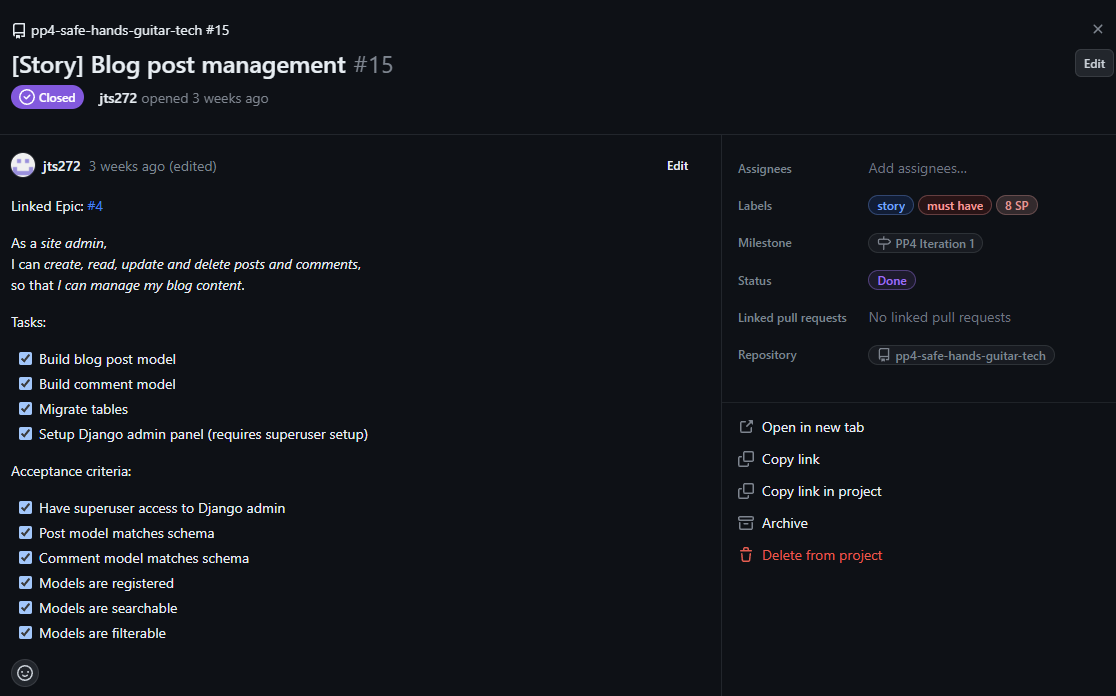 pp4-safe-hands-guitar-tech #15
[Story] Blog post management #15
Edit
Closed
jts272 opened 3 weeks ago
jts272 3 weeks ago (edited)
Edit
Linked Epic: #4
As a site admin,
I can create, read, update and delete posts and comments,
so that I can manage my blog content.
Tasks:
Build blog post model
Build comment model
Migrate tables
Setup Django admin panel (requires superuser setup)
Acceptance criteria:
Have superuser access to Django admin
Post model matches schema
Comment model matches schema
Models are registered
Models are searchable
Models are filterable
Assignees Add assignees...
Labels story must have 8 SP
Milestone PP4 Iteration 1
Status Done
Linked pull requests No linked pull requests
Repository pp4-safe-hands-guitar-tech
Open in new tab
Copy link
Copy link in project
Archive
Delete from project